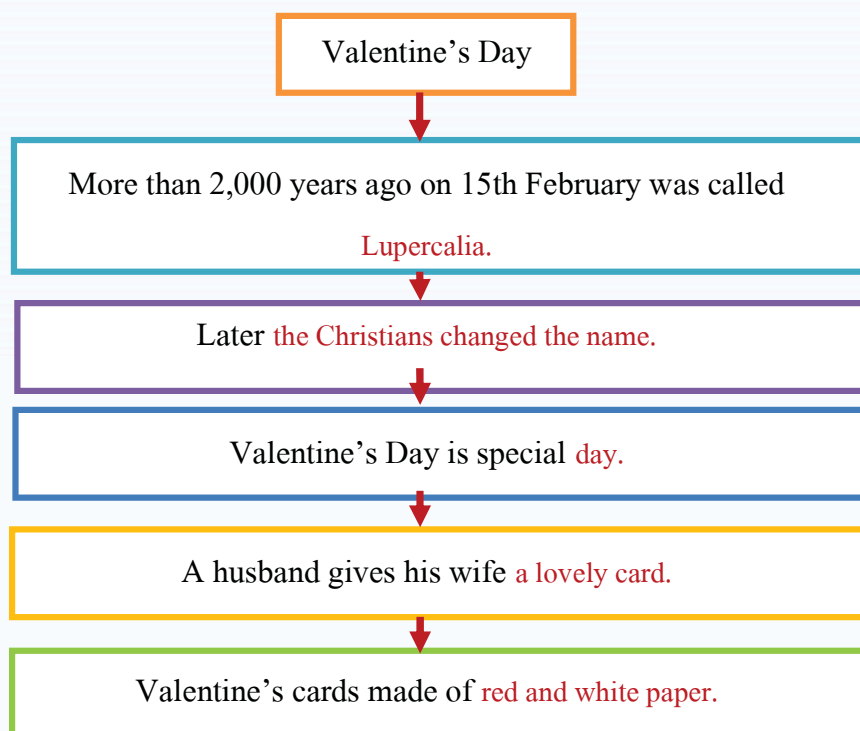 Valentine’s Day
More than 2,000 years ago on 15th February was called
Lupercalia.
Later the Christians changed the name.
Valentine’s Day is special day.
A husband gives his wife a lovely card.
Valentine’s cards made of red and white paper.